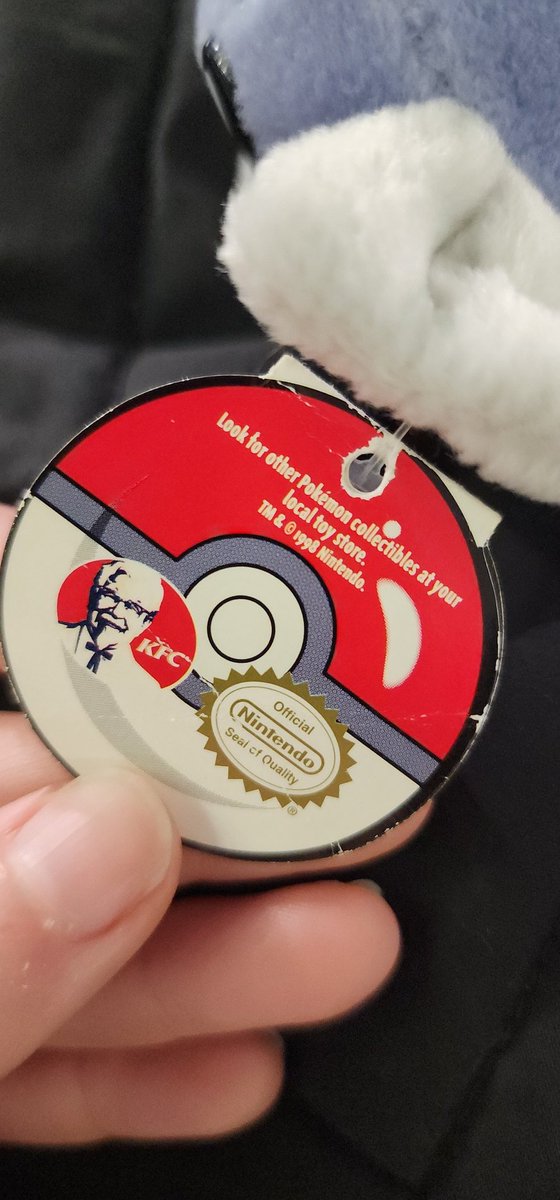 Look for other Pokémon collectibles at your
local toy store.
TM & © 1998 Nintendo.
KFC
Official
Nintendo
Seal of Quality
®